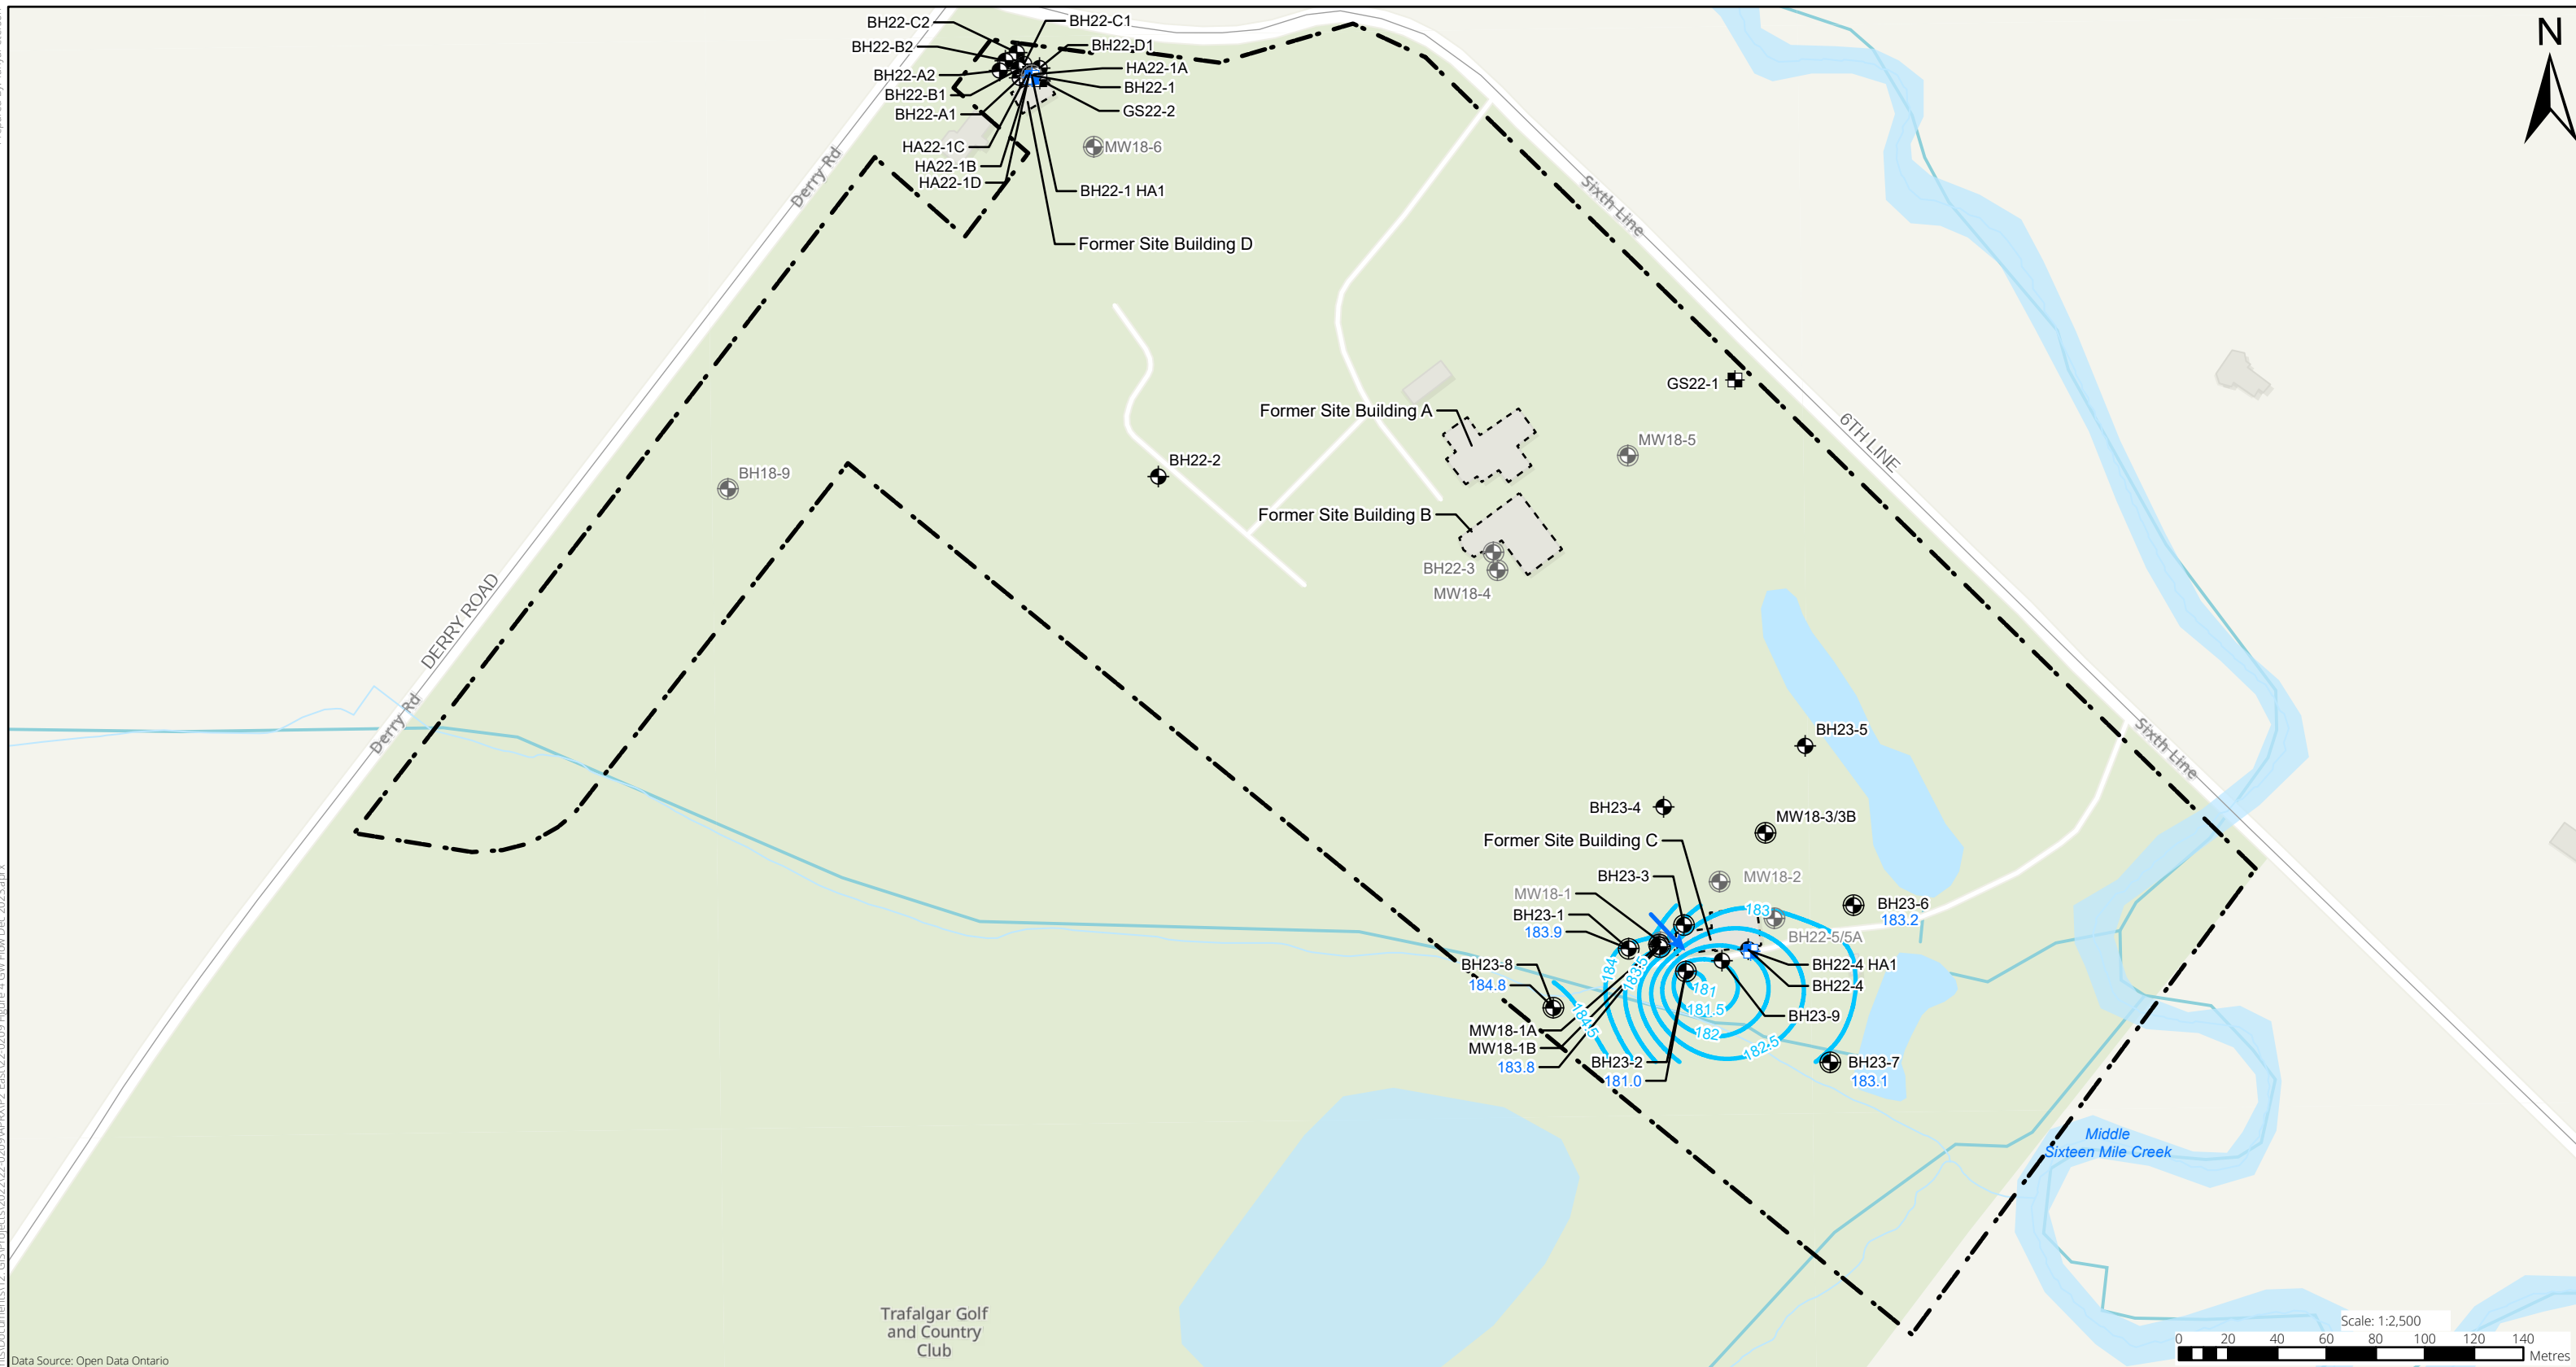 BH22-C2
BH22-C1
BH22-B2
BH22-D1
BH22-A2
HA22-1A
BH22-B1
BH22-1
BH22-A1
GS22-2
HA22-1C
MW18-6
HA22-1B
HA22-1D
BH22-1 HA1
Former Site Building D
N
Derry Rd
Sixth Line
GS22-1
Former Site Building A
MW18-5
6TH LINE
BH22-2
BH18-9
Former Site Building B
BH22-3
MW18-4
DERRY ROAD
Derry Rd
BH23-5
Sixth Line
BH23-4
MW18-3/3B
Former Site Building C
BH23-3
MW18-2
MW18-1
BH23-1
183.9
183
BH23-6
183.2
BH22-5/5A
BH23-8
184.8
184
183.5
BH22-4 HA1
BH22-4
181
181.5
BH23-9
184.5
182
182.5
MW18-1A
MW18-1B
183.8
BH23-2
181.0
BH23-7
183.1
Middle
Sixteen Mile Creek
Trafalgar Golf
and Country
Club
Scale: 1:2,500
0 20 40 60 80 100 120 140
Metres
Data Source: Open Data Ontario